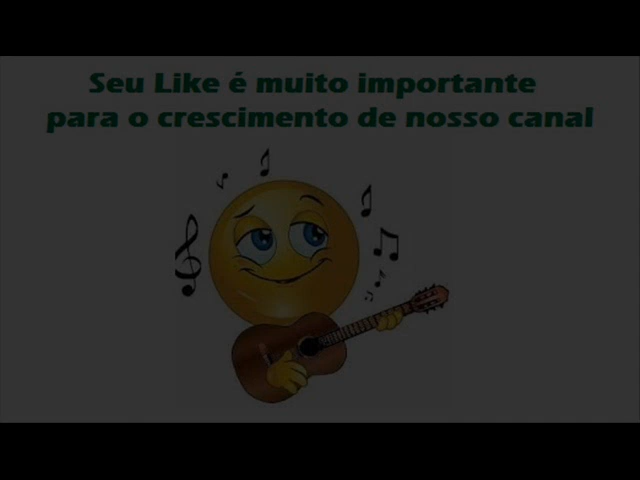 Seu Like é muito importante
para o crescimento de nosso canal